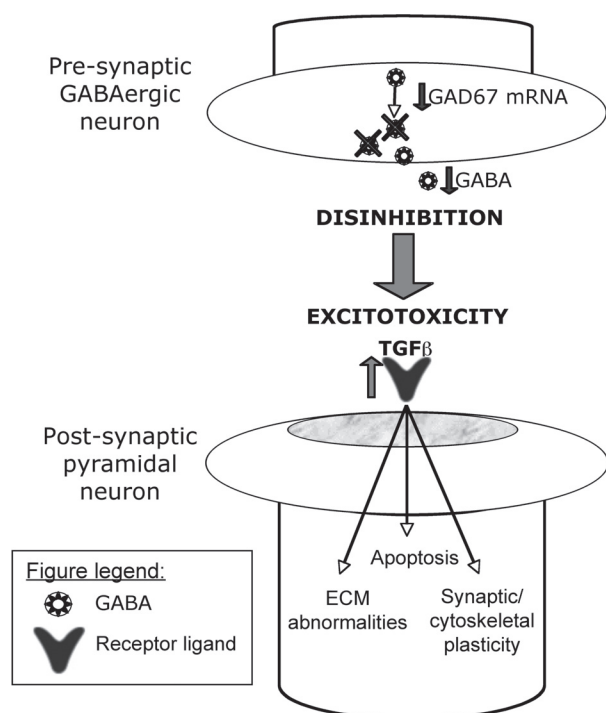 Pre-synaptic
GABAergic
neuron
GAD67 mRNA
GABA
DISINHIBITION
EXCITOTOXICITY
TGFβ
Post-synaptic
pyramidal
neuron
Apoptosis
ECM
abnormalities
Synaptic/
cytoskeletal
plasticity
Figure legend:
GABA
Receptor ligand